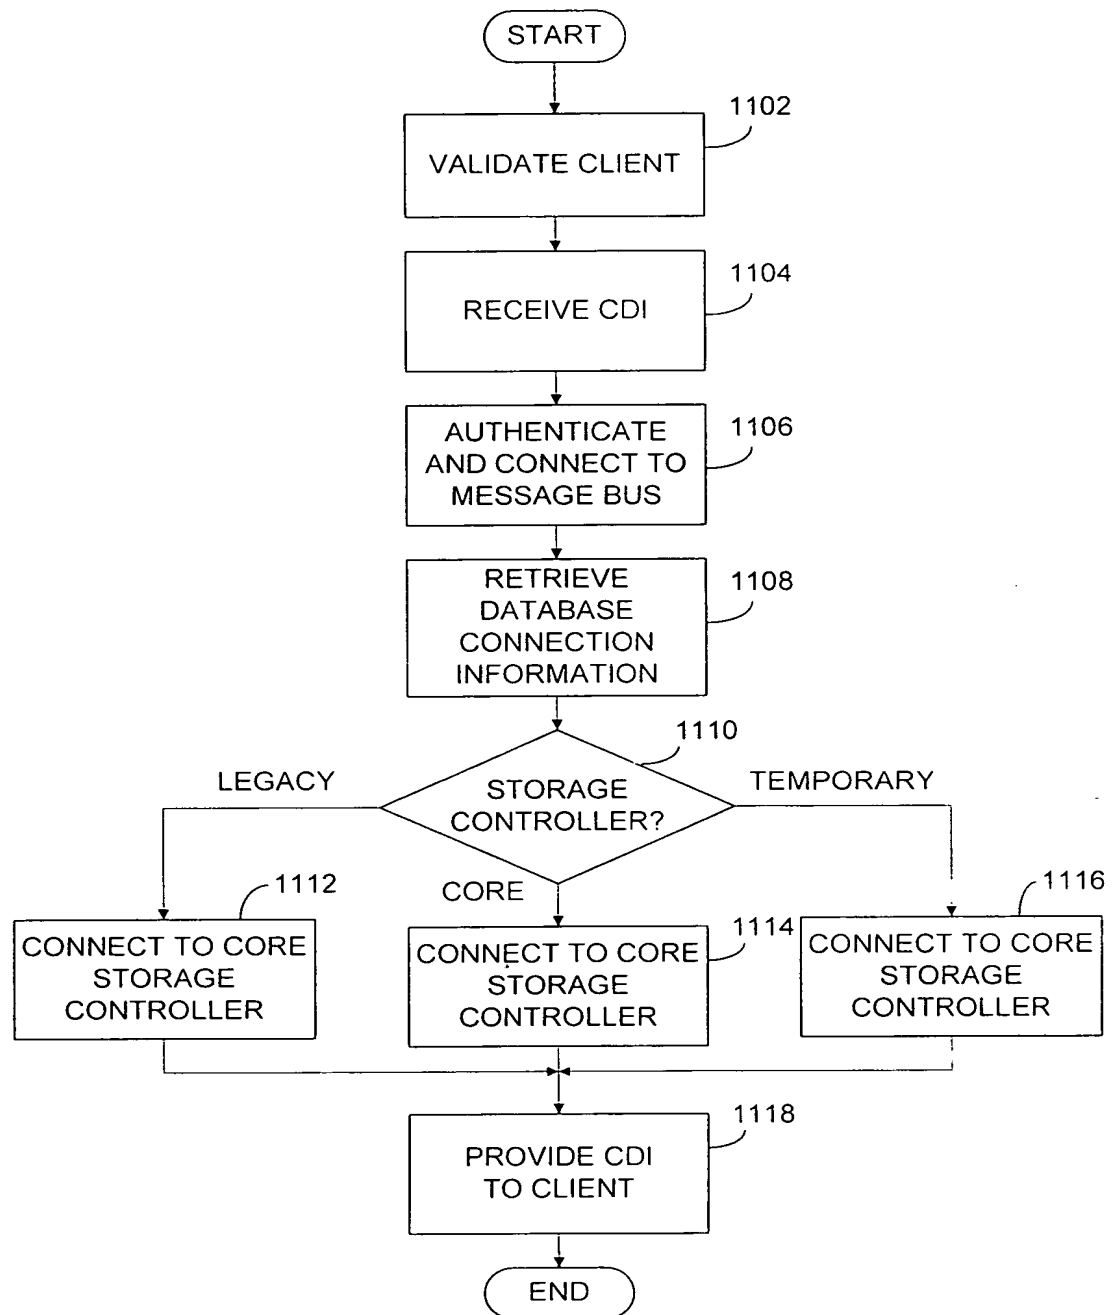 START
1102
VALIDATE CLIENT
1104
RECEIVE CDI
1106
AUTHENTICATE
AND CONNECT TO
MESSAGE BUS
1108
RETRIEVE
DATABASE
CONNECTION
INFORMATION
1110
LEGACY
STORAGE
CONTROLLER?
TEMPORARY
CORE
1112
CONNECT TO CORE
STORAGE
CONTROLLER
1114
CONNECT TO CORE
STORAGE
CONTROLLER
1116
CONNECT TO CORE
STORAGE
CONTROLLER
1118
PROVIDE CDI
TO CLIENT
END